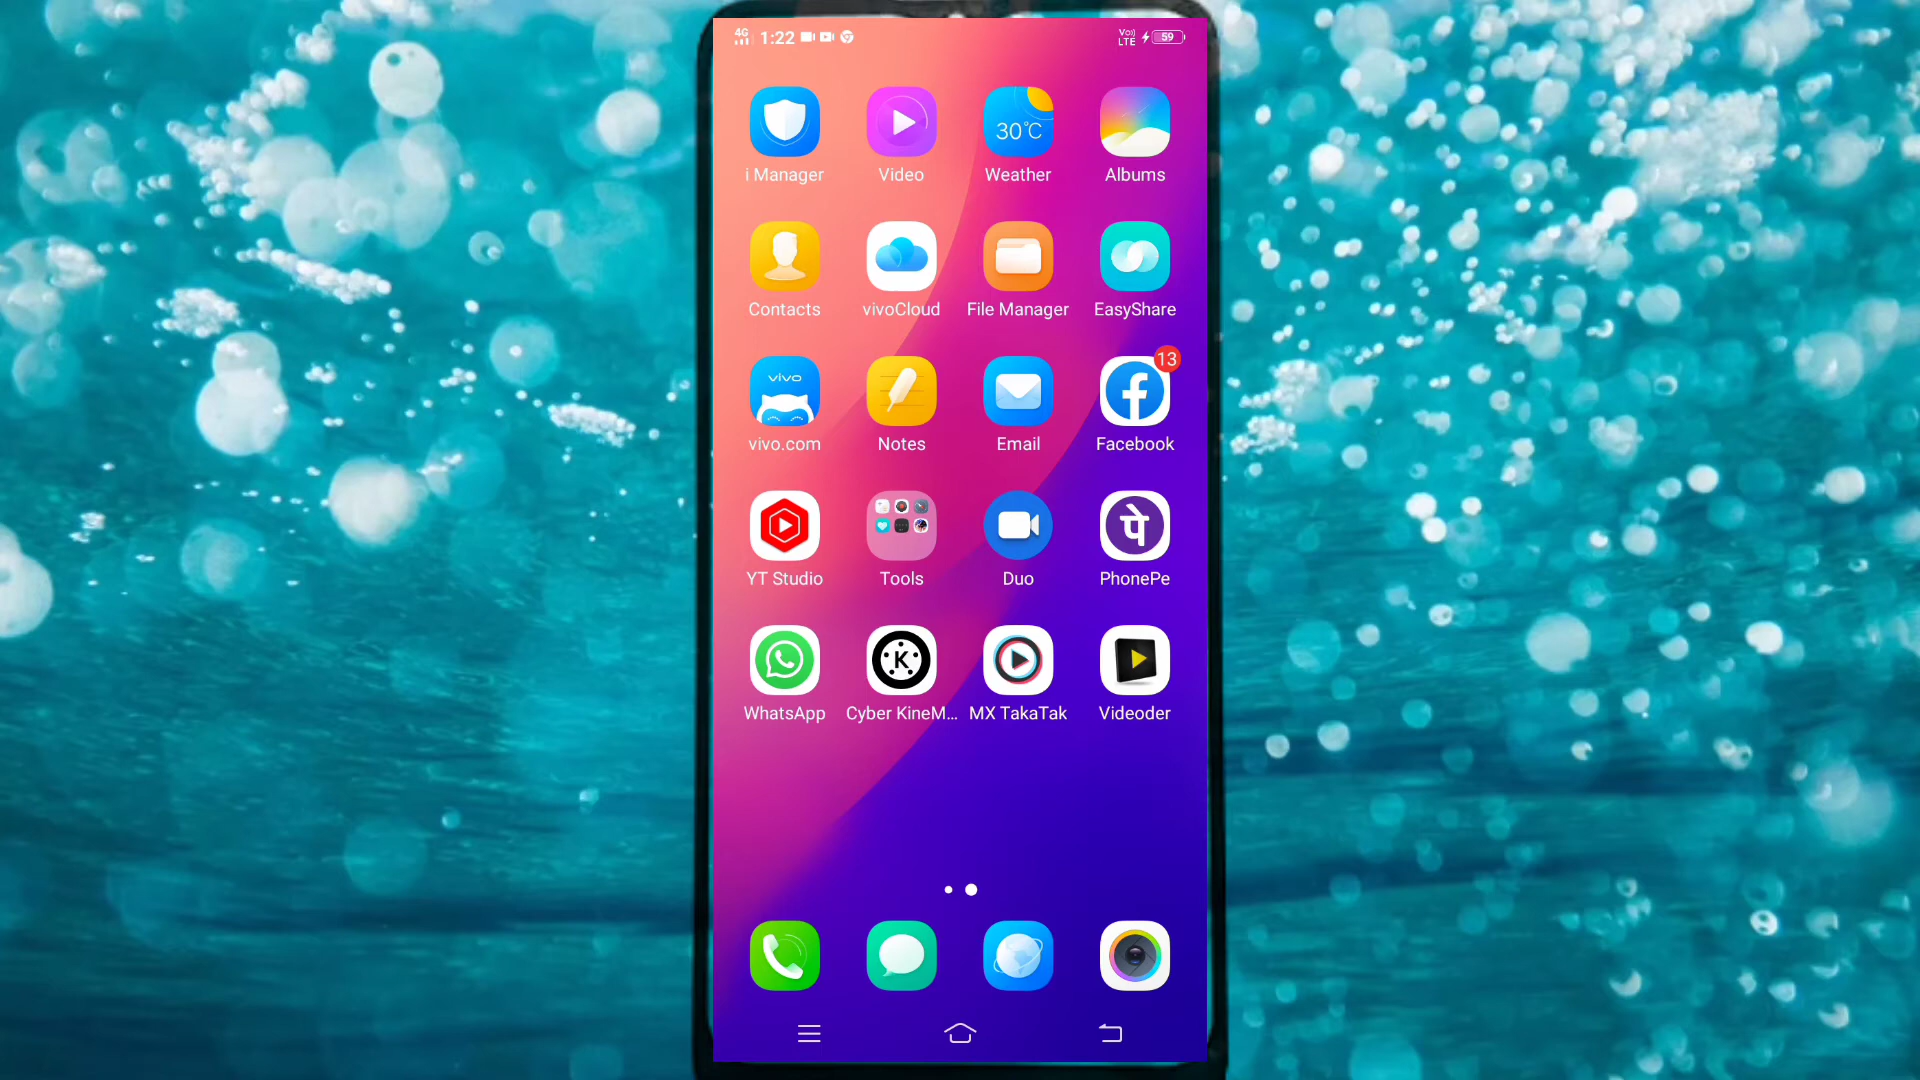 4G 1:22 Vo)) LTE 59
30°C
i Manager Video Weather Albums
Contacts vivoCloud File Manager EasyShare
vivo 13
vivo.com Notes Email Facebook
पे
YT Studio Tools Duo PhonePe
K
WhatsApp Cyber KineM... MX TakaTak Videoder